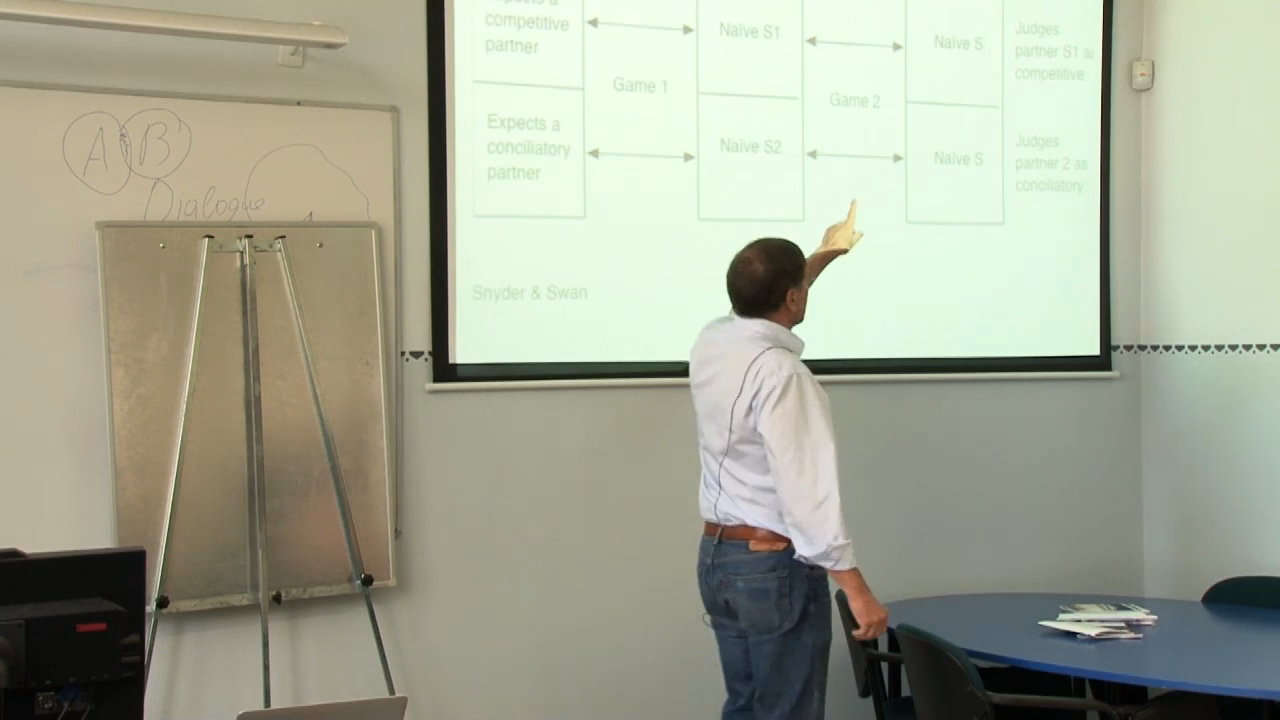 competitive
partner
Naïve S1
Naïve S
Judges
partner S1 as
competitive
Game 1
Game 2
Expects a
conciliatory
partner
Naïve S2
Naïve S
Judges
partner 2 as
conciliatory
Snyder & Swan
A B
Dialogue